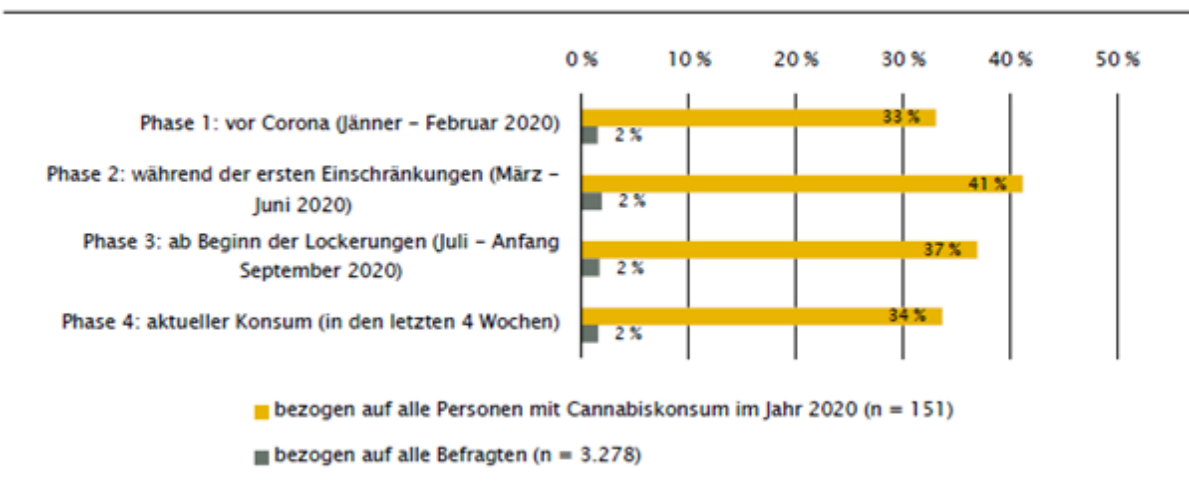 0 % 10 % 20 % 30 % 40 % 50 %
Phase 1: vor Corona (Jänner – Februar 2020) 33 %
2 %
Phase 2: während der ersten Einschränkungen (März –
Juni 2020)
41 %
2 %
Phase 3: ab Beginn der Lockerungen (Juli – Anfang
September 2020)
37 %
2 %
Phase 4: aktueller Konsum (in den letzten 4 Wochen) 34 %
2 %
bezogen auf alle Personen mit Cannabiskonsum im Jahr 2020 (n = 151)
bezogen auf alle Befragten (n = 3.278)